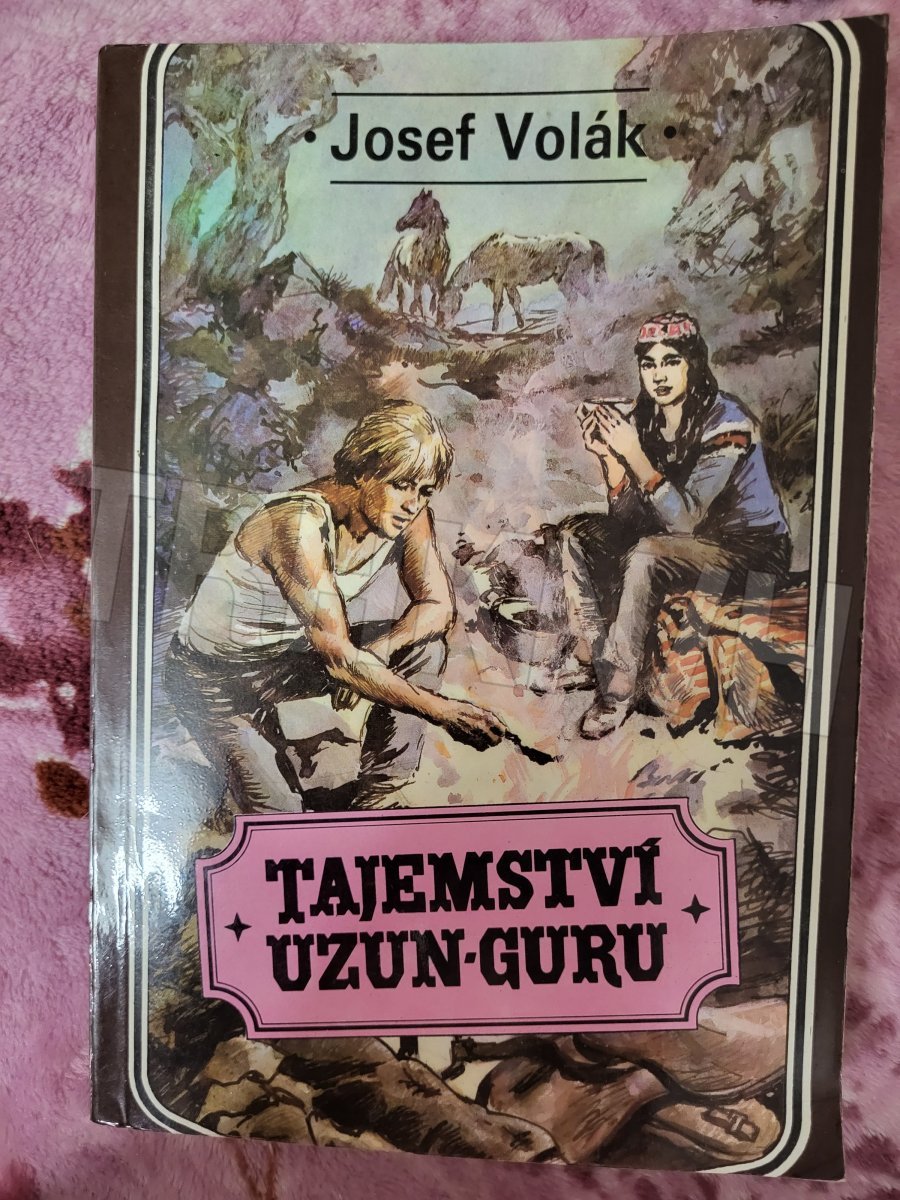 Josef Volák
TAJEMSTVÍ
UZUN-GURU